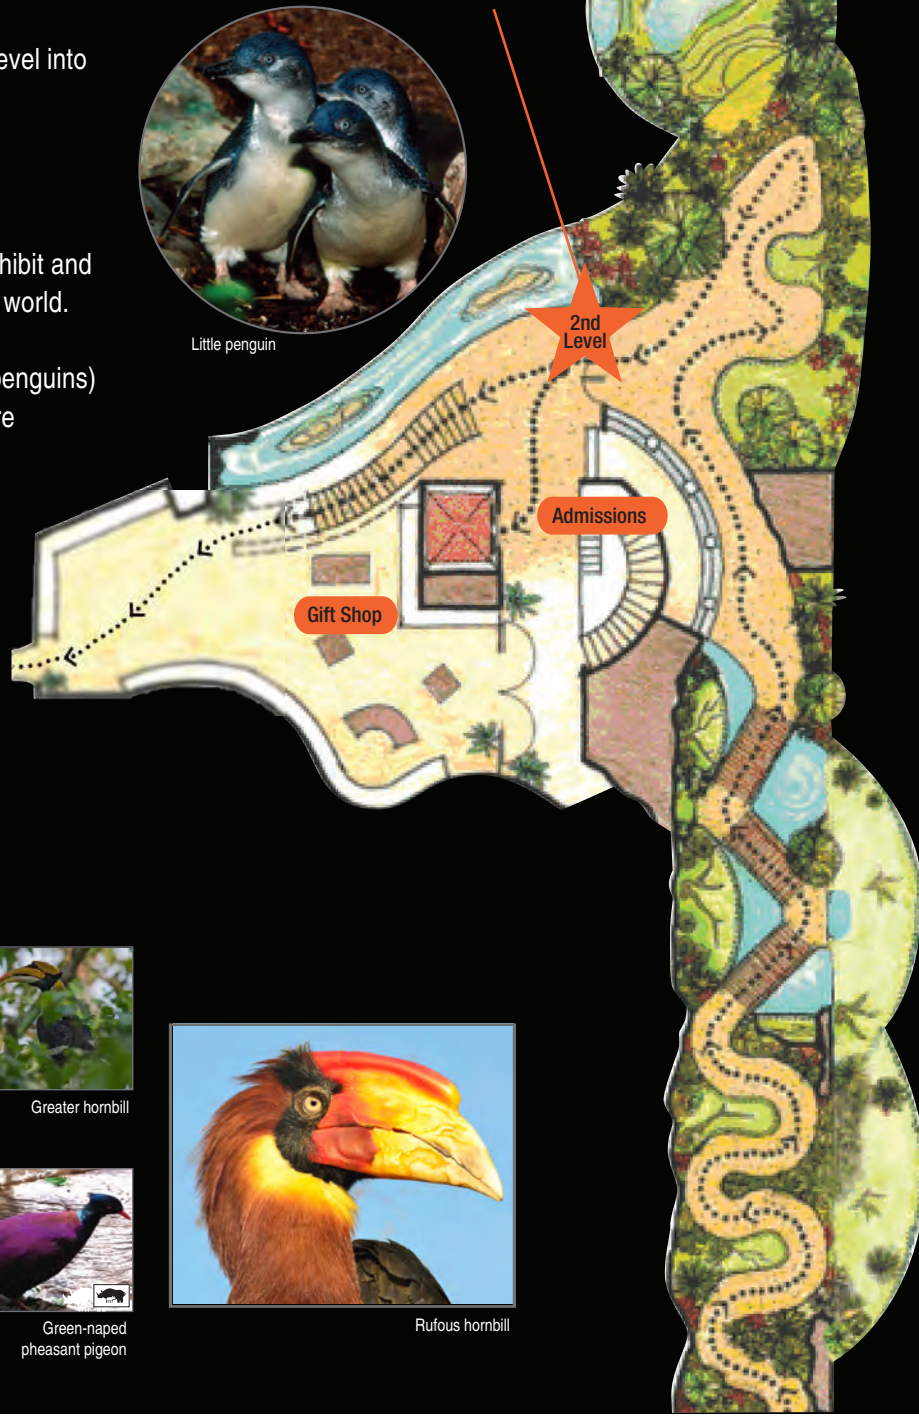 evel into
hibit and
world.
penguins)
re
Little penguin
2nd
Level
Admissions
Gift Shop
Greater hornbill
Green-naped
pheasant pigeon
Rufous hornbill